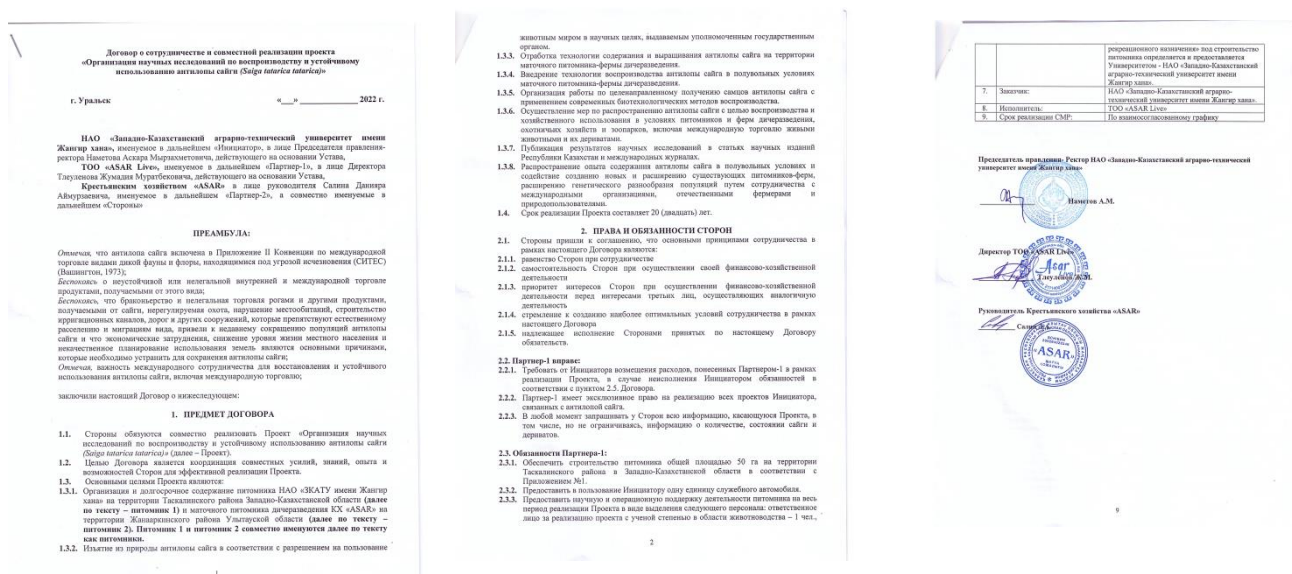 Договор о сотрудничестве и совместной реализации проекта
«Организация научных исследований по воспроизводству и устойчивому
использованию антилопы сайги (Saiga tatarica tatarica)»
г. Уральск «___» ______________ 2022 г.
НАО «Западно-Казахстанский аграрно-технический университет имени
Жангир хана», именуемое в дальнейшем «Инициатор», в лице Председателя правления-
ректора Наметова Аскара Мырзахметовича, действующего на основании Устава,
ТОО «ASAR Live», именуемое в дальнейшем «Партнер-1», в лице Директора
Тлеуленова Жумадия Муратбековича, действующего на основании Устава,
Крестьянским хозяйством «ASAR» в лице руководителя Салина Данияра
Аймурзаевича, именуемое в дальнейшем «Партнер-2», а совместно именуемые в
дальнейшем «Стороны»
ПРЕАМБУЛА:
Отмечая, что антилопа сайга включена в Приложение II Конвенции по международной
торговле видами дикой фауны и флоры, находящимися под угрозой исчезновения (СИТЕС)
(Вашингтон, 1973);
Беспокоясь о неустойчивой или нелегальной внутренней и международной торговле
продуктами, получаемыми от этого вида;
Беспокоясь, что браконьерство и нелегальная торговля рогами и другими продуктами,
получаемыми от сайги, нерегулируемая охота, нарушение местообитаний, строительство
ирригационных каналов, дорог и других сооружений, которые препятствуют естественному
расселению и миграциям вида, привели к недавнему сокращению популяций антилопы
сайги и что экономические затруднения, снижение уровня жизни местного населения и
некачественное планирование использования земель являются основными причинами,
которые необходимо устранить для сохранения антилопы сайги;
Отмечая, важность международного сотрудничества для восстановления и устойчивого
использования антилопы сайги, включая международную торговлю;
заключили настоящий Договор о нижеследующем:
1. ПРЕДМЕТ ДОГОВОРА
1.1. Стороны обязуются совместно реализовать Проект «Организация научных
исследований по воспроизводству и устойчивому использованию антилопы сайги
(Saiga tatarica tatarica)» (далее – Проект).
1.2. Целью Договора является координация совместных усилий, знаний, опыта и
возможностей Сторон для эффективной реализации Проекта.
1.3. Основными целями Проекта являются:
1.3.1. Организация и долгосрочное содержание питомника НАО «ЗКАТУ имени Жангир
хана» на территории Таскалинского района Западно-Казахстанской области (далее
по тексту – питомник 1) и маточного питомника дичеразведения КХ «ASAR» на
территории Жанааркинского района Улытауской области (далее по тексту –
питомник 2). Питомник 1 и питомник 2 совместно именуются далее по тексту
как питомники.
1.3.2. Изъятие из природы антилопы сайга в соответствии с разрешением на пользование
1
животным миром в научных целях, выдаваемым уполномоченным государственным
органом.
1.3.3. Отработка технологии содержания и выращивания антилопы сайга на территории
маточного питомника-фермы дичеразведения.
1.3.4. Внедрение технологии воспроизводства антилопы сайга в полувольных условиях
маточного питомника-фермы дичеразведения.
1.3.5. Организация работы по целенаправленному получению самцов антилопы сайга с
применением современных биотехнологических методов воспроизводства.
1.3.6. Осуществление мер по распространению антилопы сайга с целью воспроизводства и
хозяйственного использования в условиях питомников и ферм дичеразведения,
охотничьих хозяйств и зоопарков, включая международную торговлю живыми
животными и их дериватами.
1.3.7. Публикация результатов научных исследований в статьях научных изданий
Республики Казахстан и международных журналах.
1.3.8. Распространение опыта содержания антилопы сайга в полувольных условиях и
содействие созданию новых и расширению существующих питомников-ферм,
расширению генетического разнообразия популяций путем сотрудничества с
международными организациями, отечественными фермерами и
природопользователями.
1.4. Срок реализации Проекта составляет 20 (двадцать) лет.
2. ПРАВА И ОБЯЗАННОСТИ СТОРОН
2.1. Стороны пришли к соглашению, что основными принципами сотрудничества в
рамках настоящего Договора являются:
2.1.1. равенство Сторон при сотрудничестве
2.1.2. самостоятельность Сторон при осуществлении своей финансово-хозяйственной
деятельности
2.1.3. приоритет интересов Сторон при осуществлении финансово-хозяйственной
деятельности перед интересами третьих лиц, осуществляющих аналогичную
деятельность
2.1.4. стремление к созданию наиболее оптимальных условий сотрудничества в рамках
настоящего Договора
2.1.5. надлежащее исполнение Сторонами принятых по настоящему Договору
обязательств.
2.2. Партнер-1 вправе:
2.2.1. Требовать от Инициатора возмещения расходов, понесенных Партнером-1 в рамках
реализации Проекта, в случае неисполнения Инициатором обязанностей в
соответствии с пунктом 2.5. Договора.
2.2.2. Партнер-1 имеет эксклюзивное право на реализацию всех проектов Инициатора,
связанных с антилопой сайга.
2.2.3. В любой момент запрашивать у Сторон всю информацию, касающуюся Проекта, в
том числе, но не ограничиваясь, информацию о количестве, состоянии сайги и
дериватов.
2.3. Обязанности Партнера-1:
2.3.1. Обеспечить строительство питомника общей площадью 50 га на территории
Таскалинского района в Западно-Казахстанской области в соответствии с
Приложением №1.
2.3.2. Предоставить в пользование Инициатору одну единицу служебного автомобиля.
2.3.3. Предоставить научную и операционную поддержку деятельности питомника на весь
период реализации Проекта в виде выделения следующего персонала: ответственное
лицо за реализацию проекта с ученой степенью в области животноводства – 1 чел.,
2
рекреационного назначения» под строительство
питомника определяется и предоставляется
Университетом - НАО «Западно-Казахстанский
аграрно-технический университет имени
Жангир хана».
7. Заказчик: НАО «Западно-Казахстанский аграрно-
технический университет имени Жангир хана».
8. Исполнитель: ТОО «ASAR Live»
9. Срок реализации СМР: По взаимосогласованному графику
Председатель правления- Ректор НАО «Западно-Казахстанский аграрно-технический
университет имени Жангир хана»
Наметов А.М.
Директор ТОО «ASAR Live»
Asar
Тлеуленов Ж.М.
Руководитель Крестьянского хозяйства «ASAR»
Салин Д.А.
«ASAR»
9